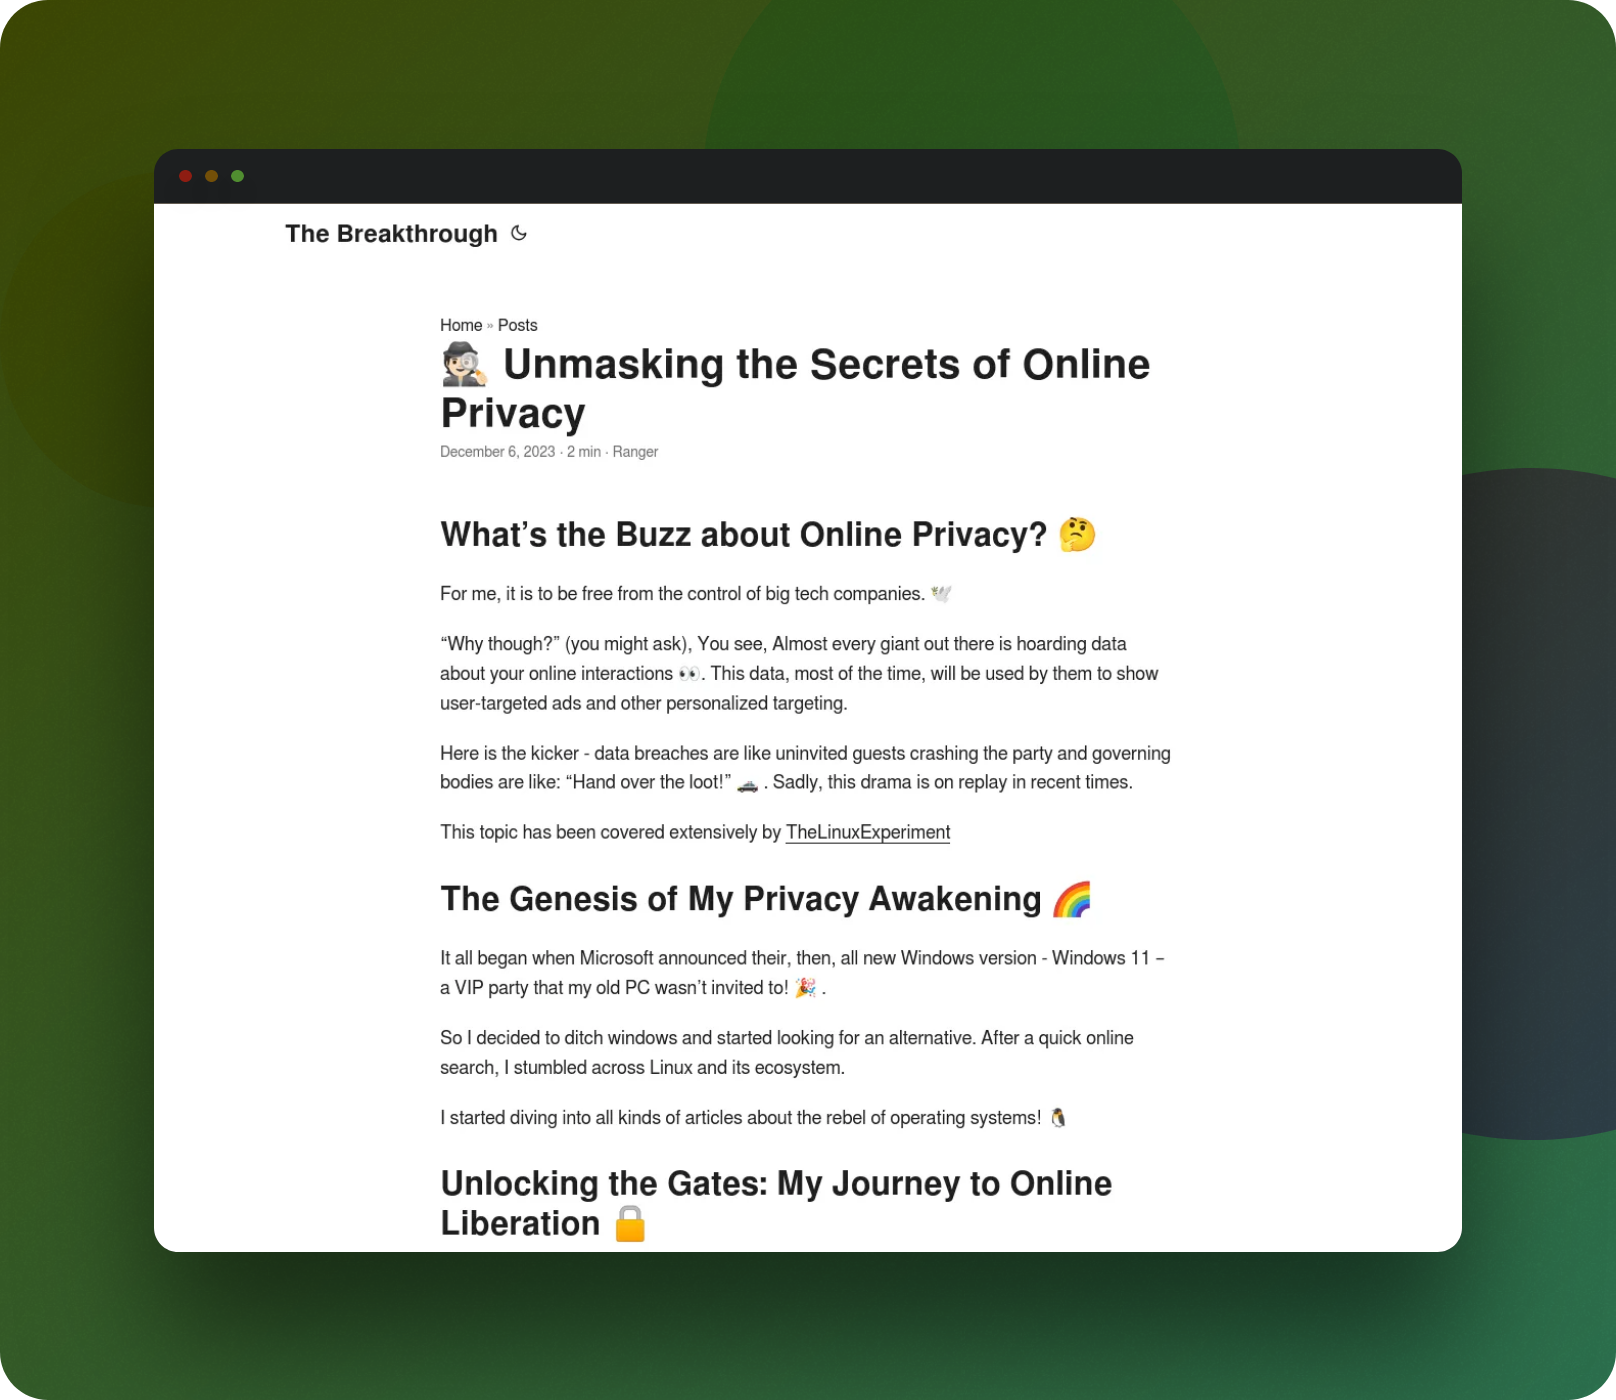 The Breakthrough
Home » Posts
🕵🏻 Unmasking the Secrets of Online
Privacy
December 6, 2023 · 2 min · Ranger
What’s the Buzz about Online Privacy? 🤔
For me, it is to be free from the control of big tech companies. 🕊️
“Why though?” (you might ask), You see, Almost every giant out there is hoarding data
about your online interactions 👀. This data, most of the time, will be used by them to show
user-targeted ads and other personalized targeting.
Here is the kicker - data breaches are like uninvited guests crashing the party and governing
bodies are like: “Hand over the loot!” 🚓 . Sadly, this drama is on replay in recent times.
This topic has been covered extensively by TheLinuxExperiment
The Genesis of My Privacy Awakening 🌈
It all began when Microsoft announced their, then, all new Windows version - Windows 11 –
a VIP party that my old PC wasn’t invited to! 🎉 .
So I decided to ditch windows and started looking for an alternative. After a quick online
search, I stumbled across Linux and its ecosystem.
I started diving into all kinds of articles about the rebel of operating systems! 🐧
Unlocking the Gates: My Journey to Online
Liberation 🔒